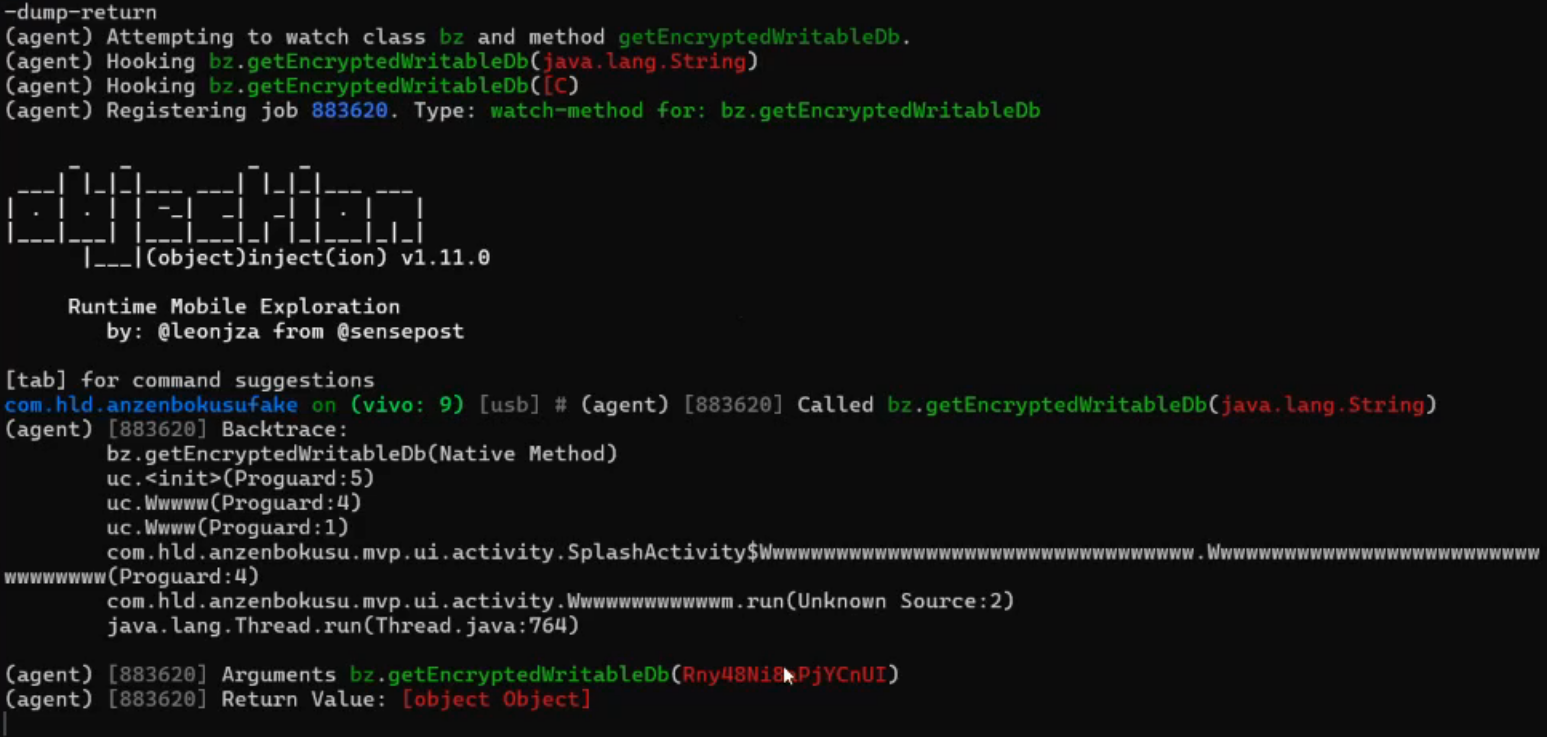 -dump-return
(agent) Attempting to watch class bz and method getEncryptedWritableDb.
(agent) Hooking bz.getEncryptedWritableDb(java.lang.String)
(agent) Hooking bz.getEncryptedWritableDb([C)
(agent) Registering job 883620. Type: watch-method for: bz.getEncryptedWritableDb
objection
(object)inject(ion) v1.11.0
Runtime Mobile Exploration
by: @leonjza from @sensepost
[tab] for command suggestions
com.hld.anzenbokusufake on (vivo: 9) [usb] # (agent) [883620] Called bz.getEncryptedWritableDb(java.lang.String)
(agent) [883620] Backtrace:
bz.getEncryptedWritableDb(Native Method)
uc.<init>(Proguard:5)
uc.Wwwww(Proguard:4)
uc.Wwww(Proguard:1)
com.hld.anzenbokusu.mvp.ui.activity.SplashActivity$Wwwwwwwwwwwwwwwwwwwwwwwwwwwwwwwwww.Wwwwwwwwwwwwwwwwwwwwwwwwww
wwwwwwww(Proguard:4)
com.hld.anzenbokusu.mvp.ui.activity.Wwwwwwwwwwwwm.run(Unknown Source:2)
java.lang.Thread.run(Thread.java:764)
(agent) [883620] Arguments bz.getEncryptedWritableDb(
(agent) [883620] Return Value: [object Object]